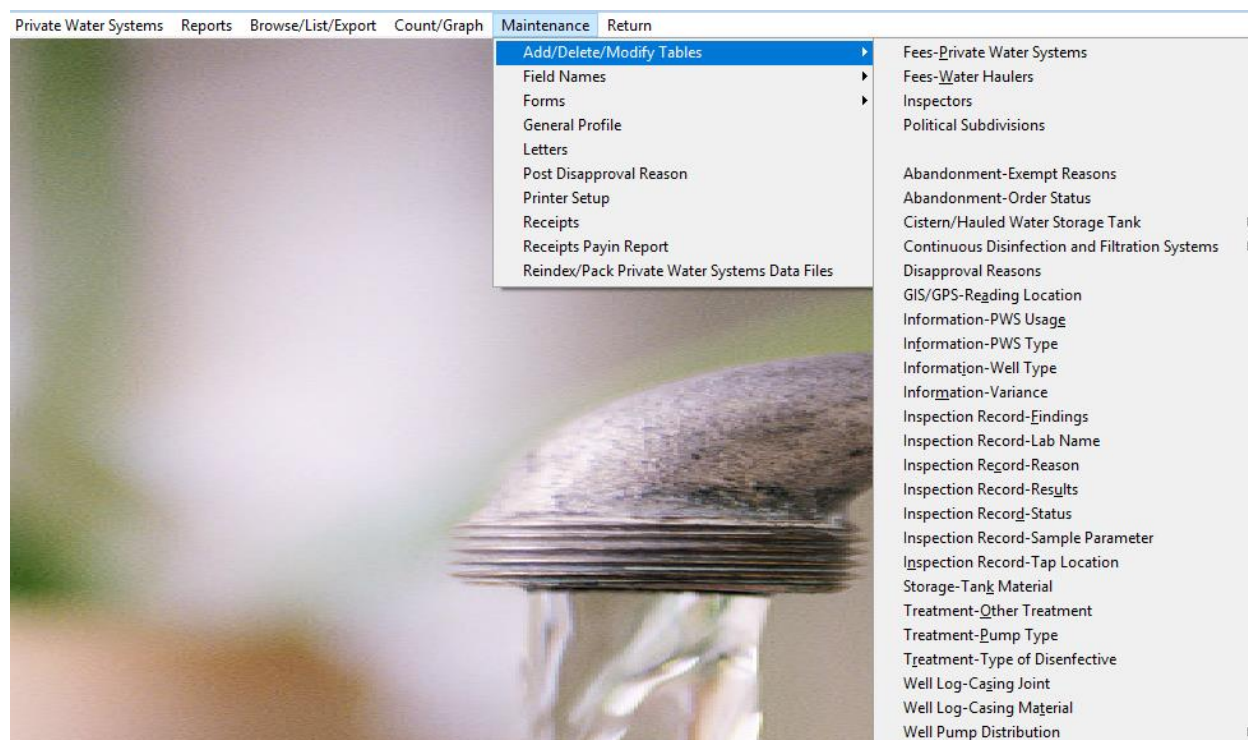 Private Water Systems Reports Browse/List/Export Count/Graph Maintenance Return
Add/Delete/Modify Tables
Field Names
Forms
General Profile
Letters
Post Disapproval Reason
Printer Setup
Receipts
Receipts Payin Report
Reindex/Pack Private Water Systems Data Files
Fees-Private Water Systems
Fees-Water Haulers
Inspectors
Political Subdivisions
Abandonment-Exempt Reasons
Abandonment-Order Status
Cistern/Hauled Water Storage Tank
Continuous Disinfection and Filtration Systems
Disapproval Reasons
GIS/GPS-Reading Location
Information-PWS Usage
Information-PWS Type
Information-Well Type
Information-Variance
Inspection Record-Findings
Inspection Record-Lab Name
Inspection Record-Reason
Inspection Record-Results
Inspection Record-Status
Inspection Record-Sample Parameter
Inspection Record-Tap Location
Storage-Tank Material
Treatment-Other Treatment
Treatment-Pump Type
Treatment-Type of Disenfective
Well Log-Casing Joint
Well Log-Casing Material
Well Pump Distribution